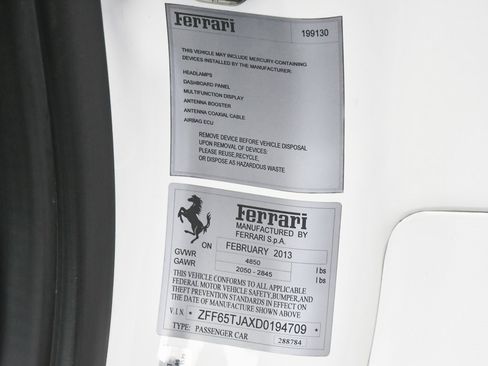 Ferrari
199130
THIS VEHICLE MAY INCLUDE MERCURY-CONTAINING
DEVICES INSTALLED BY THE MANUFACTURER:
HEADLAMPS
DASHBOARD PANEL
MULTIFUNCTION DISPLAY
ANTENNA BOOSTER
ANTENNA COAXIAL CABLE
AIRBAG ECU
REMOVE DEVICE BEFORE VEHICLE DISPOSAL
UPON REMOVAL OF DEVICES:
PLEASE REUSE,RECYCLE,
OR DISPOSE AS HAZARDOUS WASTE
Ferrari
MANUFACTURED BY
FERRARI S.p.A.
ON FEBRUARY 2013
GVWR 4850 lbs
GAWR 2050 - 2845 lbs
THIS VEHICLE CONFORMS TO ALL APPLICABLE
FEDERAL MOTOR VEHICLE SAFETY,BUMPER,AND
THEFT PREVENTION STANDARDS IN EFFECT ON
THE DATE OF MANUFACTURE SHOWN ABOVE
V.I.N. * ZFF65TJAXD0194709 *
TYPE: PASSENGER CAR
288784